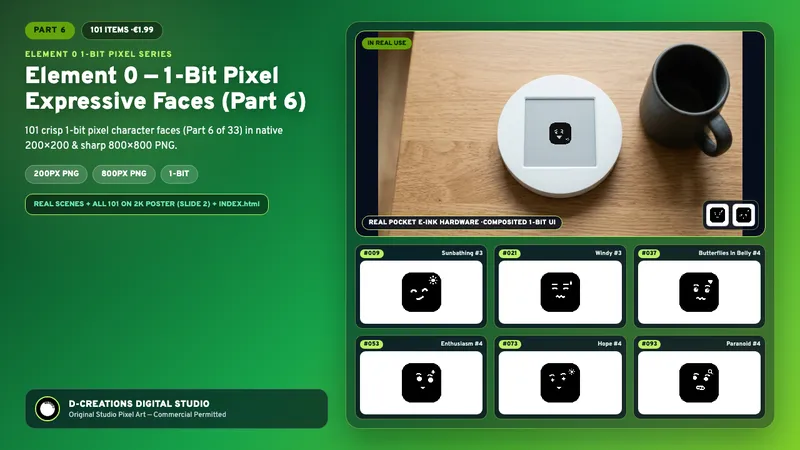 PART 6
101 ITEMS · €1.99
ELEMENT 0 1-BIT PIXEL SERIES
Element 0 — 1-Bit Pixel
Expressive Faces (Part 6)
101 crisp 1-bit pixel character faces (Part 6 of 33) in native
200×200 & sharp 800×800 PNG.
200PX PNG
800PX PNG
1-BIT
REAL SCENES + ALL 101 ON 2K POSTER (SLIDE 2) + INDEX.html
D-CREATIONS DIGITAL STUDIO
Original Studio Pixel Art — Commercial Permitted
IN REAL USE
REAL POCKET E-INK HARDWARE · COMPOSITED 1-BIT UI
#009
Sunbathing #3
#021
Windy #3
#037
Butterflies in Belly #4
#053
Enthusiasm #4
#073
Hope #4
#093
Paranoid #4